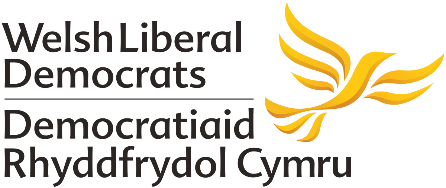 Welsh Liberal
Democrats
Democratiaid
Rhyddfrydol Cymru